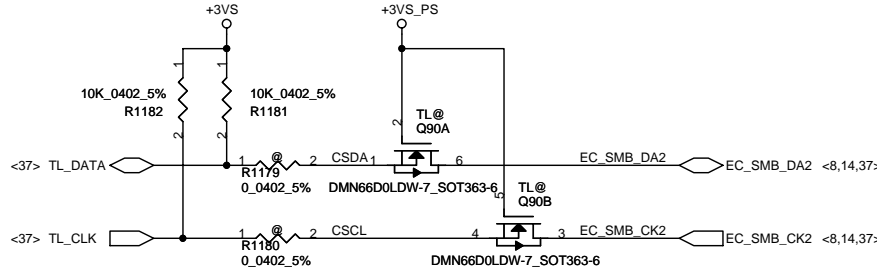 +3VS
+3VS_PS
1
1
10K_0402_5%
R1182
10K_0402_5%
R1181
2
TL@
Q90A
2
2
<37> TL_DATA
1
@
2
CSDA
1
6
EC_SMB_DA2
EC_SMB_DA2 <8,14,37>
R1179
0_0402_5%
DMN66D0LDW-7_SOT363-6
5
TL@
Q90B
<37> TL_CLK
1
@
2
CSCL
4
3
EC_SMB_CK2
EC_SMB_CK2 <8,14,37>
R1180
0_0402_5%
DMN66D0LDW-7_SOT363-6